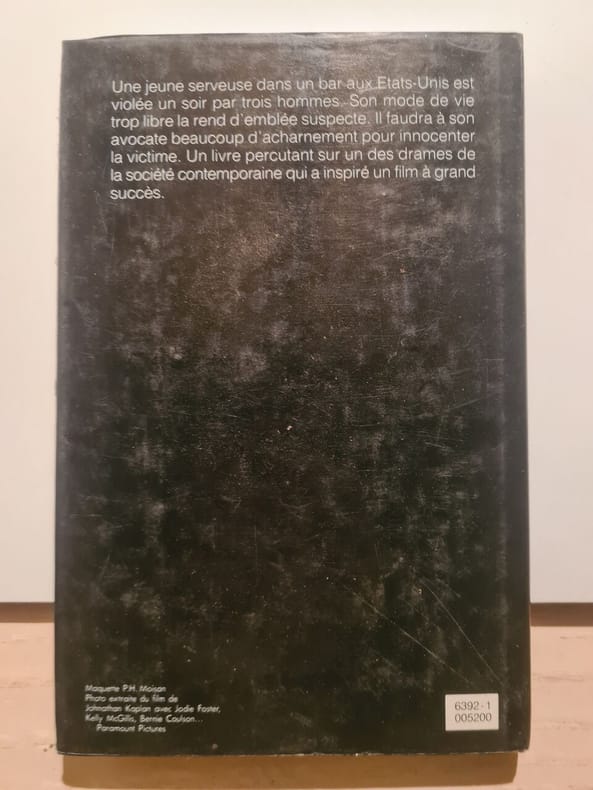 Une jeune serveuse dans un bar aux Etats-Unis est
violée un soir par trois hommes. Son mode de vie
trop libre la rend d'emblée suspecte. Il faudra à son
avocate beaucoup d'acharnement pour innocenter
la victime. Un livre percutant sur un des drames de
la société contemporaine qui a inspiré un film à grand
succès.
Maquette P.H. Moisan
Photo extraite du film de
Johnathan Kaplan avec Jodie Foster,
Kelly McGillis, Bernie Coulson...
Paramount Pictures
6392·1
005200